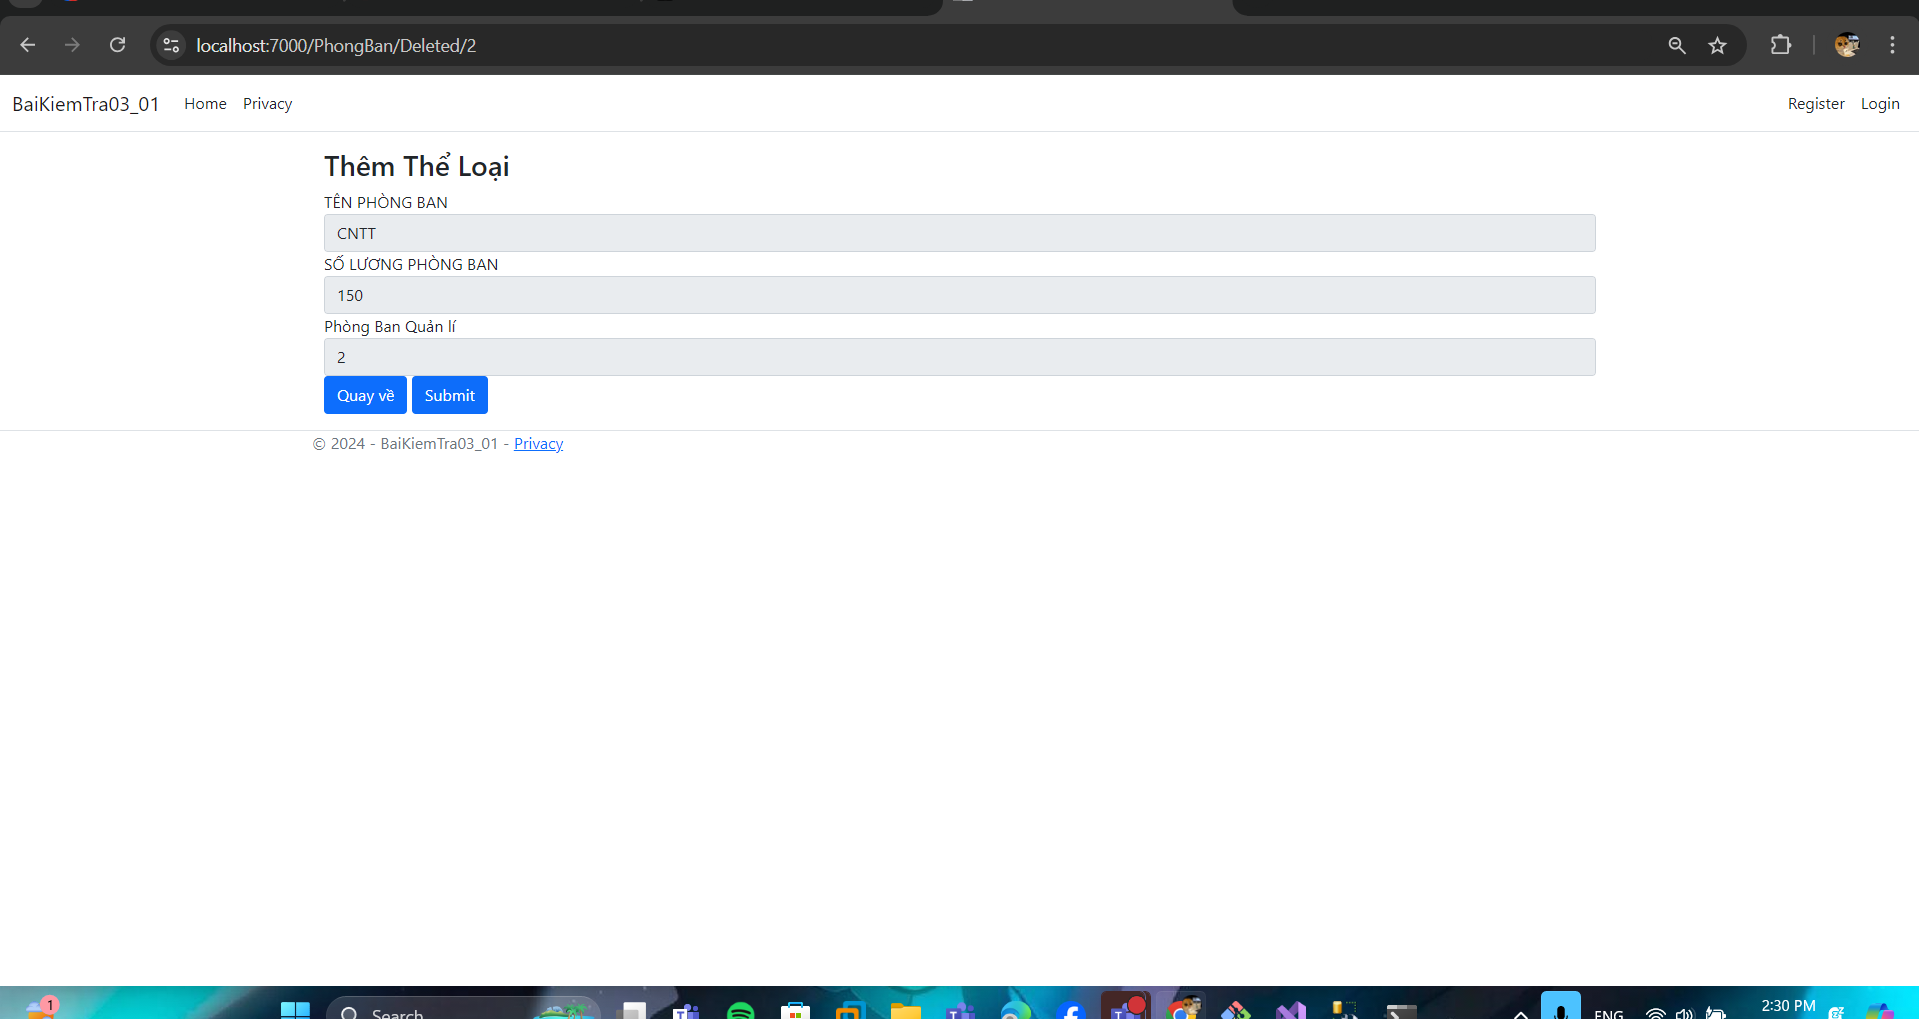 localhost:7000/PhongBan/Deleted/2
BaiKiemTra03_01 Home Privacy Register Login
Thêm Thể Loại
TÊN PHÒNG BAN
CNTT
SỐ LƯƠNG PHÒNG BAN
150
Phòng Ban Quản lí
2
Quay về Submit
© 2024 - BaiKiemTra03_01 - Privacy
1 Search ENG 2:30 PM